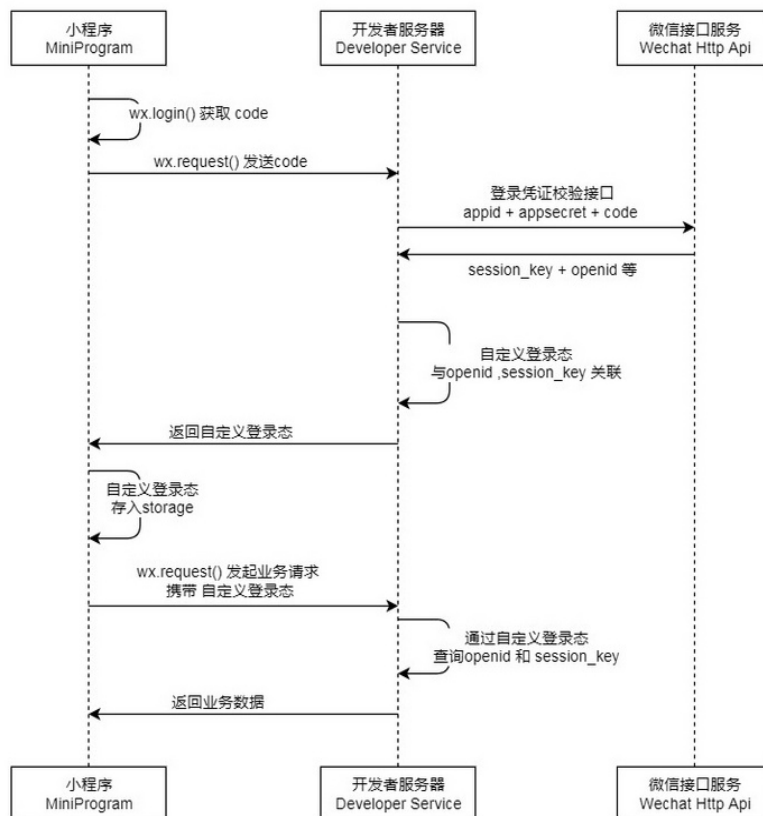 小程序
MiniProgram
开发者服务器
Developer Service
微信接口服务
Wechat Http Api
wx.login() 获取 code
wx.request() 发送code
登录凭证校验接口
appid + appsecret + code
session_key + openid 等
自定义登录态
与openid ,session_key 关联
返回自定义登录态
自定义登录态
存入storage
wx.request() 发起业务请求
携带 自定义登录态
通过自定义登录态
查询openid 和 session_key
返回业务数据
小程序
MiniProgram
开发者服务器
Developer Service
微信接口服务
Wechat Http Api